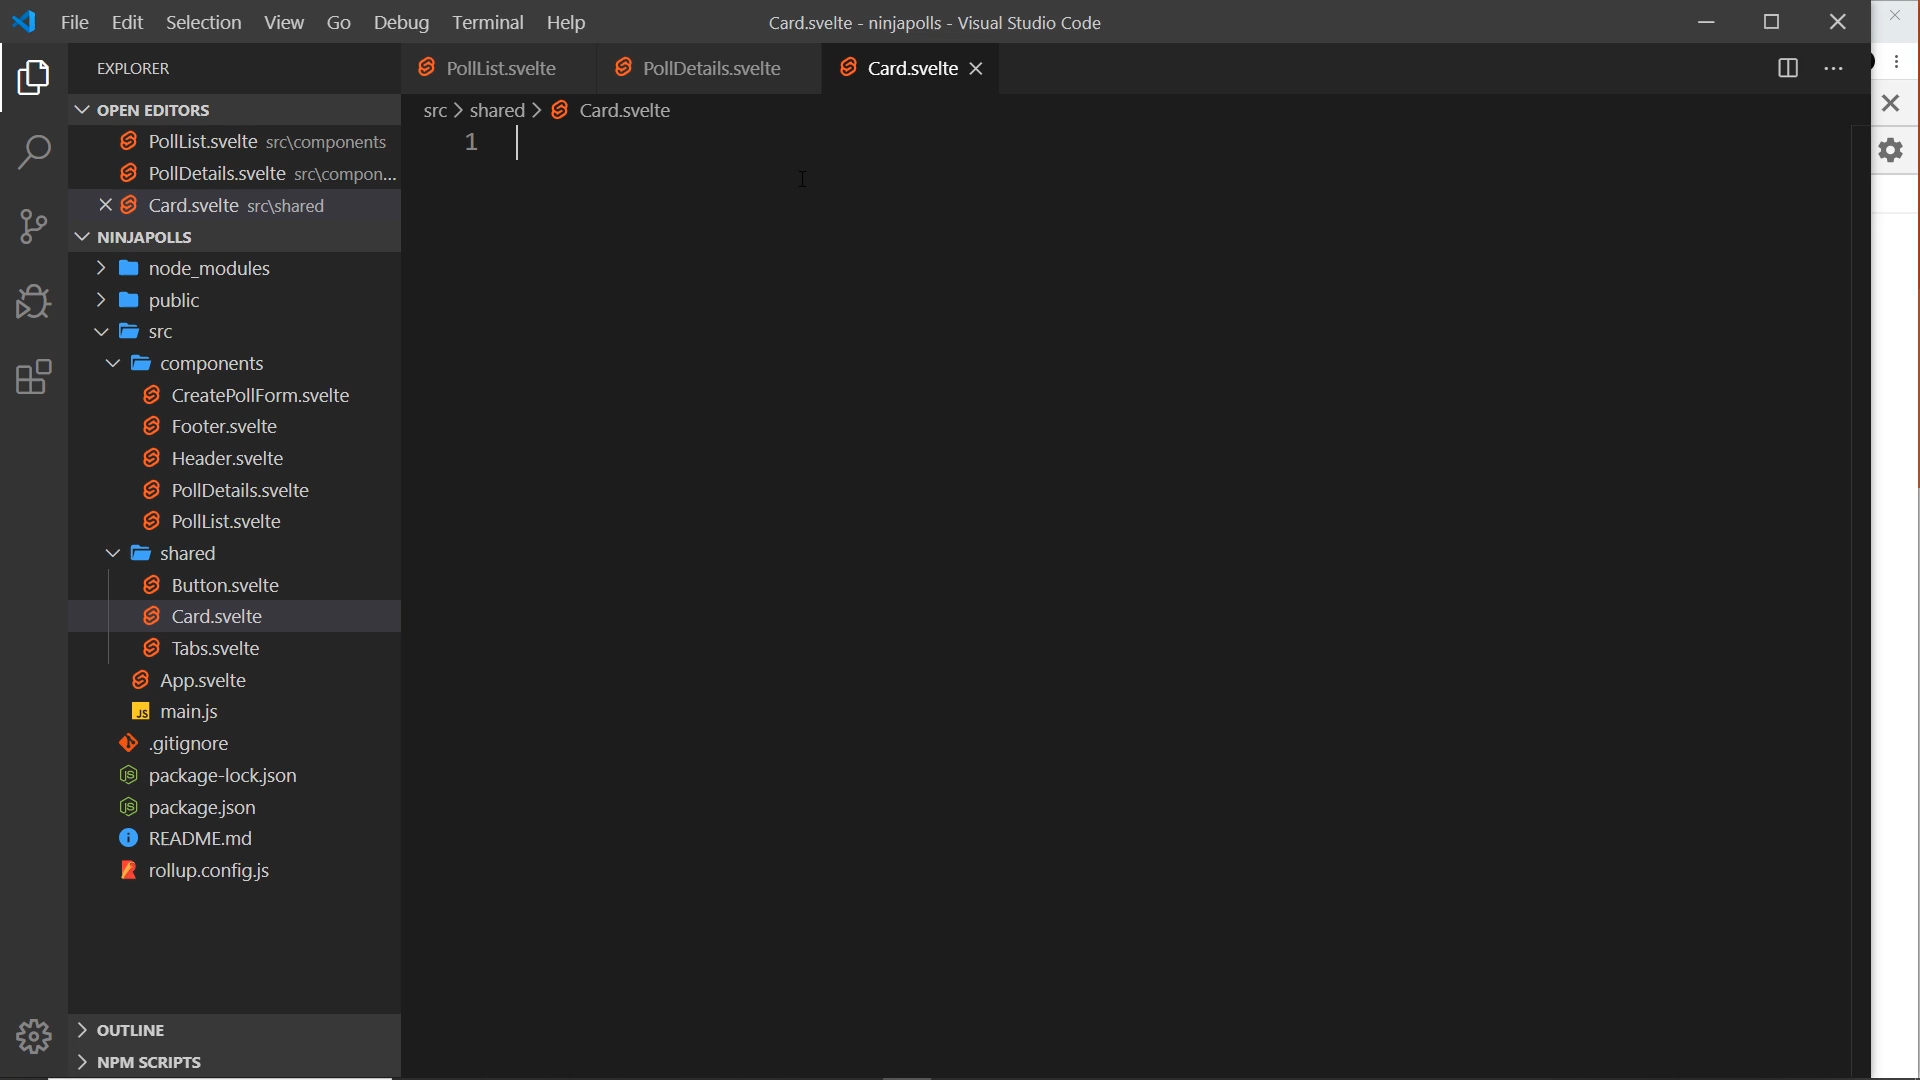 File Edit Selection View Go Debug Terminal Help
Card.svelte - ninjapolls - Visual Studio Code
EXPLORER
PollList.svelte
PollDetails.svelte
Card.svelte
OPEN EDITORS
src > shared > Card.svelte
PollList.svelte src\components
1
PollDetails.svelte src\compon...
Card.svelte src\shared
NINJAPOLLS
node_modules
public
src
components
CreatePollForm.svelte
Footer.svelte
Header.svelte
PollDetails.svelte
PollList.svelte
shared
Button.svelte
Card.svelte
Tabs.svelte
App.svelte
JS main.js
.gitignore
package-lock.json
package.json
README.md
rollup.config.js
OUTLINE
NPM SCRIPTS